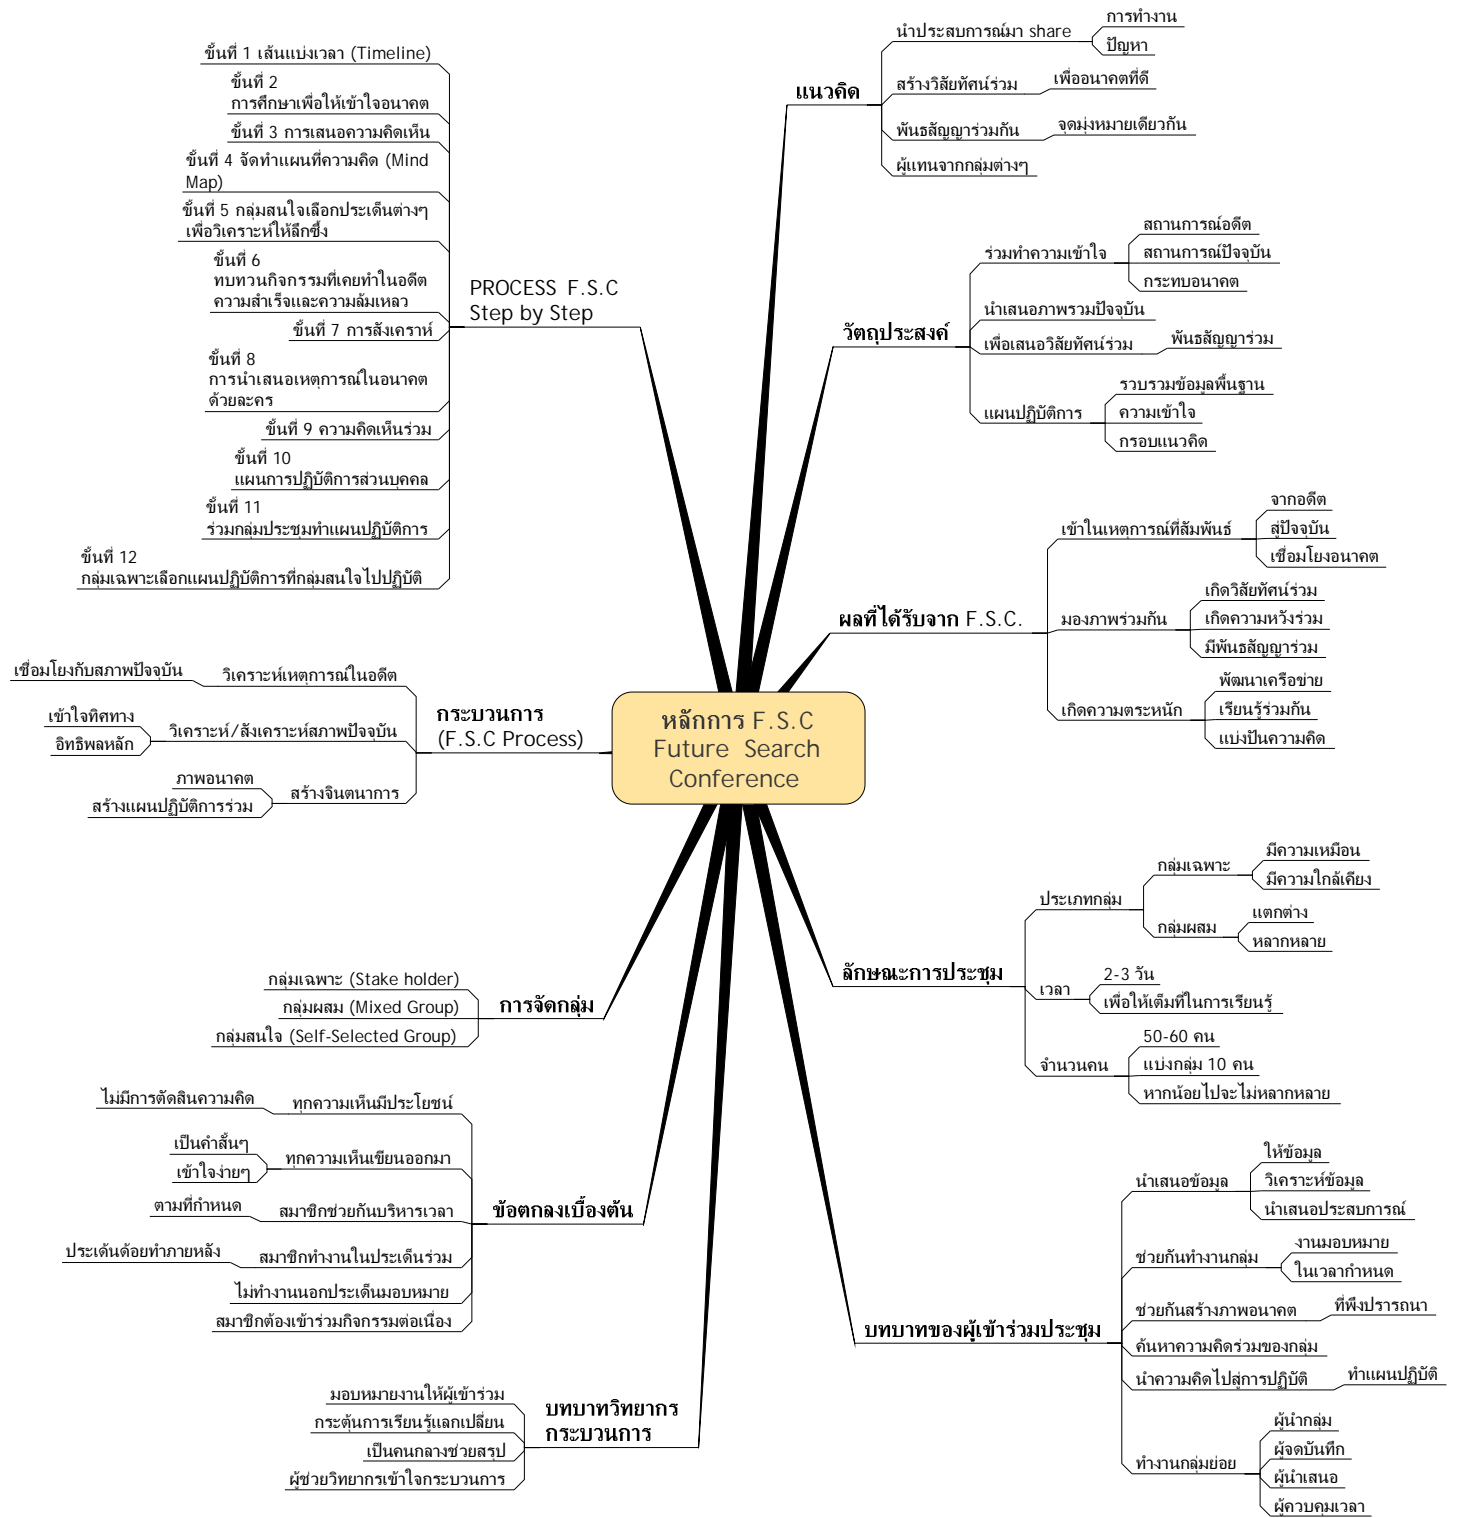 หลักการ F.S.C
Future Search
Conference
แนวคิด
นำประสบการณ์มา share
การทำงาน
ปัญหา
สร้างวิสัยทัศน์ร่วม
เพื่ออนาคตที่ดี
พันธสัญญาร่วมกัน
จุดมุ่งหมายเดียวกัน
ผู้แทนจากกลุ่มต่างๆ
วัตถุประสงค์
ร่วมทำความเข้าใจ
สถานการณ์อดีต
สถานการณ์ปัจจุบัน
กระทบอนาคต
นำเสนอภาพรวมปัจจุบัน
เพื่อเสนอวิสัยทัศน์ร่วม
พันธสัญญาร่วม
แผนปฏิบัติการ
รวบรวมข้อมูลพื้นฐาน
ความเข้าใจ
กรอบแนวคิด
ผลที่ได้รับจาก F.S.C.
เข้าในเหตุการณ์ที่สัมพันธ์
จากอดีต
สู่ปัจจุบัน
เชื่อมโยงอนาคต
มองภาพร่วมกัน
เกิดวิสัยทัศน์ร่วม
เกิดความหวังร่วม
มีพันธสัญญาร่วม
เกิดความตระหนัก
พัฒนาเครือข่าย
เรียนรู้ร่วมกัน
แบ่งปันความคิด
ลักษณะการประชุม
ประเภทกลุ่ม
กลุ่มเฉพาะ
มีความเหมือน
มีความใกล้เคียง
กลุ่มผสม
แตกต่าง
หลากหลาย
เวลา
2-3 วัน
เพื่อให้เต็มที่ในการเรียนรู้
จำนวนคน
50-60 คน
แบ่งกลุ่ม 10 คน
หากน้อยไปจะไม่หลากหลาย
บทบาทของผู้เข้าร่วมประชุม
นำเสนอข้อมูล
ให้ข้อมูล
วิเคราะห์ข้อมูล
นำเสนอประสบการณ์
ช่วยกันทำงานกลุ่ม
งานมอบหมาย
ในเวลากำหนด
ช่วยกันสร้างภาพอนาคต
ที่พึงปรารถนา
ค้นหาความคิดร่วมของกลุ่ม
นำความคิดไปสู่การปฏิบัติ
ทำแผนปฏิบัติ
ทำงานกลุ่มย่อย
ผู้นำกลุ่ม
ผู้จดบันทึก
ผู้นำเสนอ
ผู้ควบคุมเวลา
PROCESS F.S.C
Step by Step
ขั้นที่ 1 เส้นแบ่งเวลา (Timeline)
ขั้นที่ 2
การศึกษาเพื่อให้เข้าใจอนาคต
ขั้นที่ 3 การเสนอความคิดเห็น
ขั้นที่ 4 จัดทำแผนที่ความคิด (Mind
Map)
ขั้นที่ 5 กลุ่มสนใจเลือกประเด็นต่างๆ
เพื่อวิเคราะห์ให้ลึกซึ้ง
ขั้นที่ 6
ทบทวนกิจกรรมที่เคยทำในอดีต
ความสำเร็จและความล้มเหลว
ขั้นที่ 7 การสังเคราห์
ขั้นที่ 8
การนำเสนอเหตุการณ์ในอนาคต
ด้วยละคร
ขั้นที่ 9 ความคิดเห็นร่วม
ขั้นที่ 10
แผนการปฏิบัติการส่วนบุคคล
ขั้นที่ 11
ร่วมกลุ่มประชุมทำแผนปฏิบัติการ
ขั้นที่ 12
กลุ่มเฉพาะเลือกแผนปฏิบัติการที่กลุ่มสนใจไปปฏิบัติ
กระบวนการ
(F.S.C Process)
วิเคราะห์เหตุการณ์ในอดีต
เชื่อมโยงกับสภาพปัจจุบัน
วิเคราะห์/สังเคราะห์สภาพปัจจุบัน
เข้าใจทิศทาง
อิทธิพลหลัก
สร้างจินตนาการ
ภาพอนาคต
สร้างแผนปฏิบัติการร่วม
การจัดกลุ่ม
กลุ่มเฉพาะ (Stake holder)
กลุ่มผสม (Mixed Group)
กลุ่มสนใจ (Self-Selected Group)
ข้อตกลงเบื้องต้น
ทุกความเห็นมีประโยชน์
ไม่มีการตัดสินความคิด
ทุกความเห็นเขียนออกมา
เป็นคำสั้นๆ
เข้าใจง่ายๆ
สมาชิกช่วยกันบริหารเวลา
ตามที่กำหนด
สมาชิกทำงานในประเด็นร่วม
ประเด้นด้อยทำภายหลัง
ไม่ทำงานนอกประเด็นมอบหมาย
สมาชิกต้องเข้าร่วมกิจกรรมต่อเนื่อง
บทบาทวิทยากร
กระบวนการ
มอบหมายงานให้ผู้เข้าร่วม
กระตุ้นการเรียนรู้แลกเปลี่ยน
เป็นคนกลางช่วยสรุป
ผู้ช่วยวิทยากรเข้าใจกระบวนการ